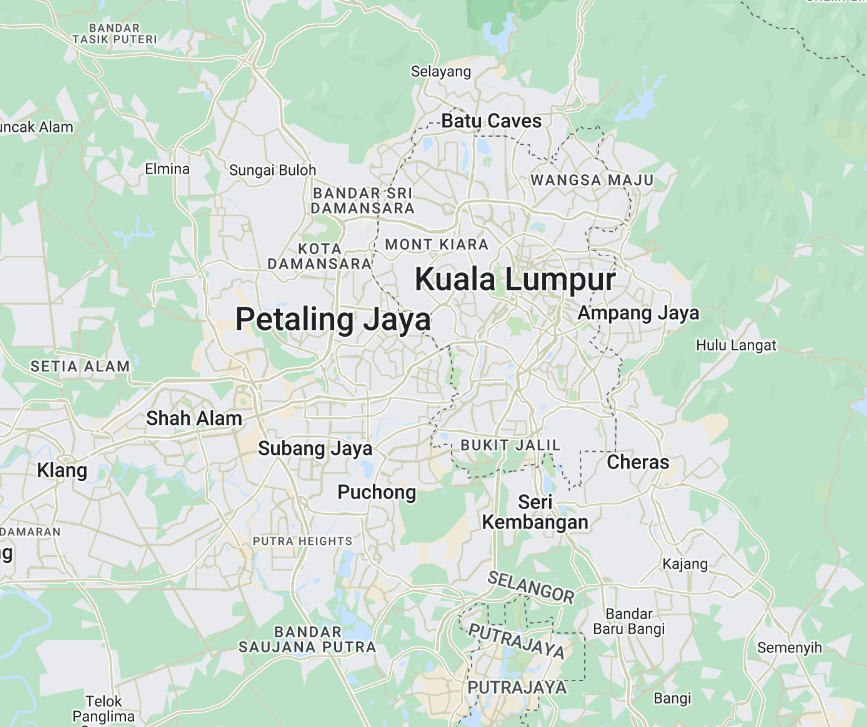 BANDAR
TASIK PUTERI
Selayang
Batu Caves
uncak Alam
Elmina
Sungai Buloh
WANGSA MAJU
BANDAR SRI
DAMANSARA
MONT KIARA
KOTA
DAMANSARA
Kuala Lumpur
Petaling Jaya
Ampang Jaya
Hulu Langat
SETIA ALAM
Shah Alam
Subang Jaya
BUKIT JALIL
Klang
Cheras
Puchong
Seri
Kembangan
DAMARAN
PUTRA HEIGHTS
g
Kajang
SELANGOR
Bandar
Baru Bangi
BANDAR
SAUJANA PUTRA
PUTRAJAYA
Semenyih
PUTRAJAYA
Bangi
Telok
Panglima